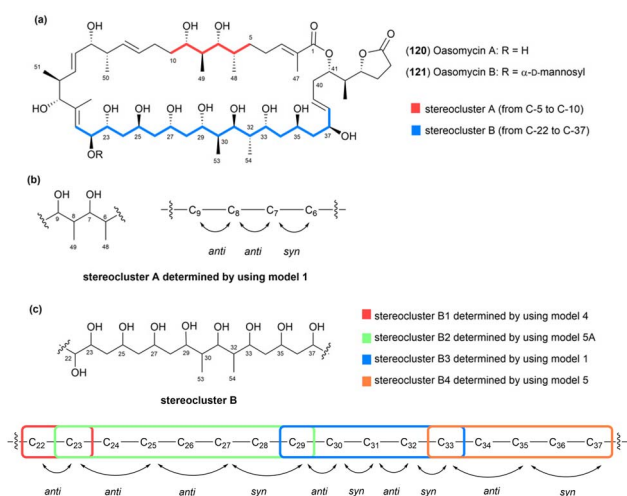 (a)
OH
OH
OH
O
O
5
1
10
51
50
49
48
47
41
40
O
O
HO
OH
OH
OH
OH
OH
OH
OH
OH
23
25
27
29
30
32
33
35
37
OR
53
54
(120) Oasomycin A: R = H
(121) Oasomycin B: R = α-D-mannosyl
stereocluster A (from C-5 to C-10)
stereocluster B (from C-22 to C-37)
(b)
OH OH
9 8 7 6
49 48
C9 C8 C7 C6
anti anti syn
stereocluster A determined by using model 1
(c)
OH OH OH OH OH OH OH OH
22 23 25 27 29 30 32 33 35 37
OH
53 54
stereocluster B
stereocluster B1 determined by using model 4
stereocluster B2 determined by using model 5A
stereocluster B3 determined by using model 1
stereocluster B4 determined by using model 5
C22 C23 C24 C25 C26 C27 C28 C29 C30 C31 C32 C33 C34 C35 C36 C37
anti anti anti syn anti syn anti syn anti syn